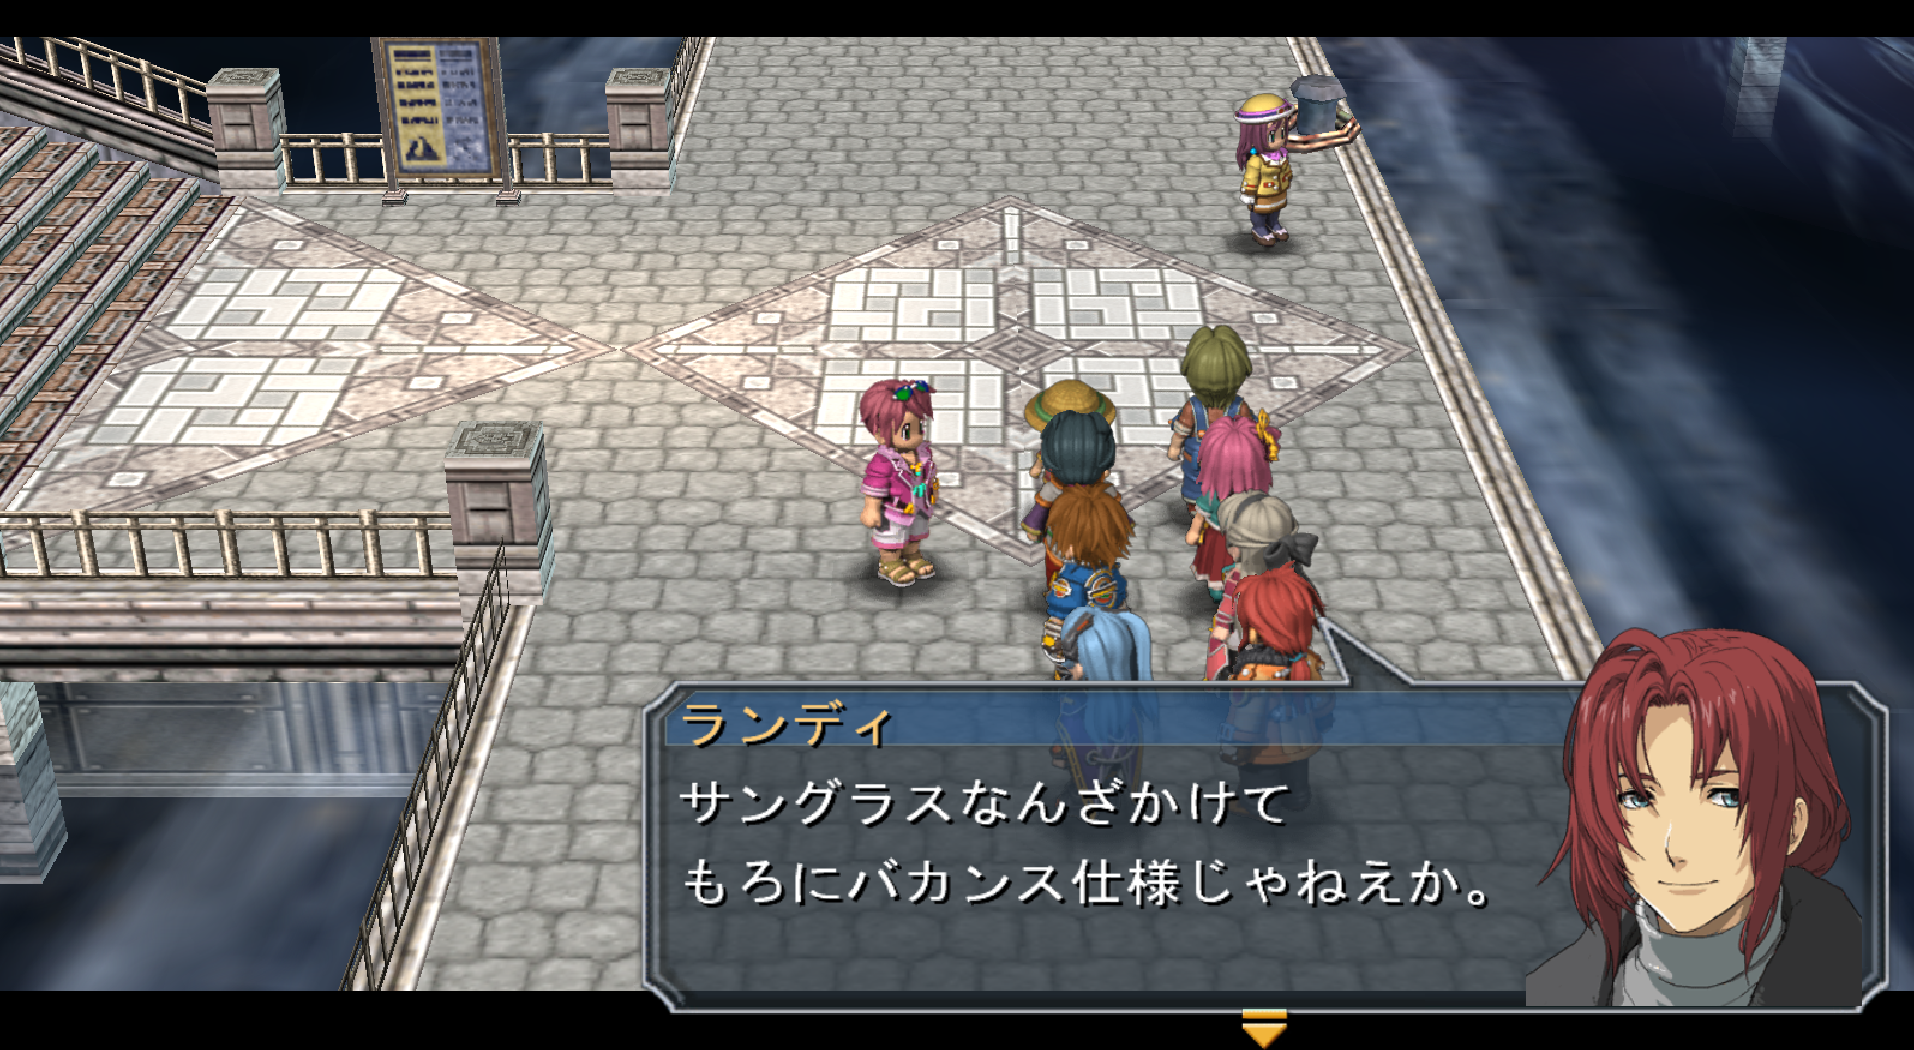 ランディ
サングラスなんざかけて
もろにバカンス仕様じゃねえか。